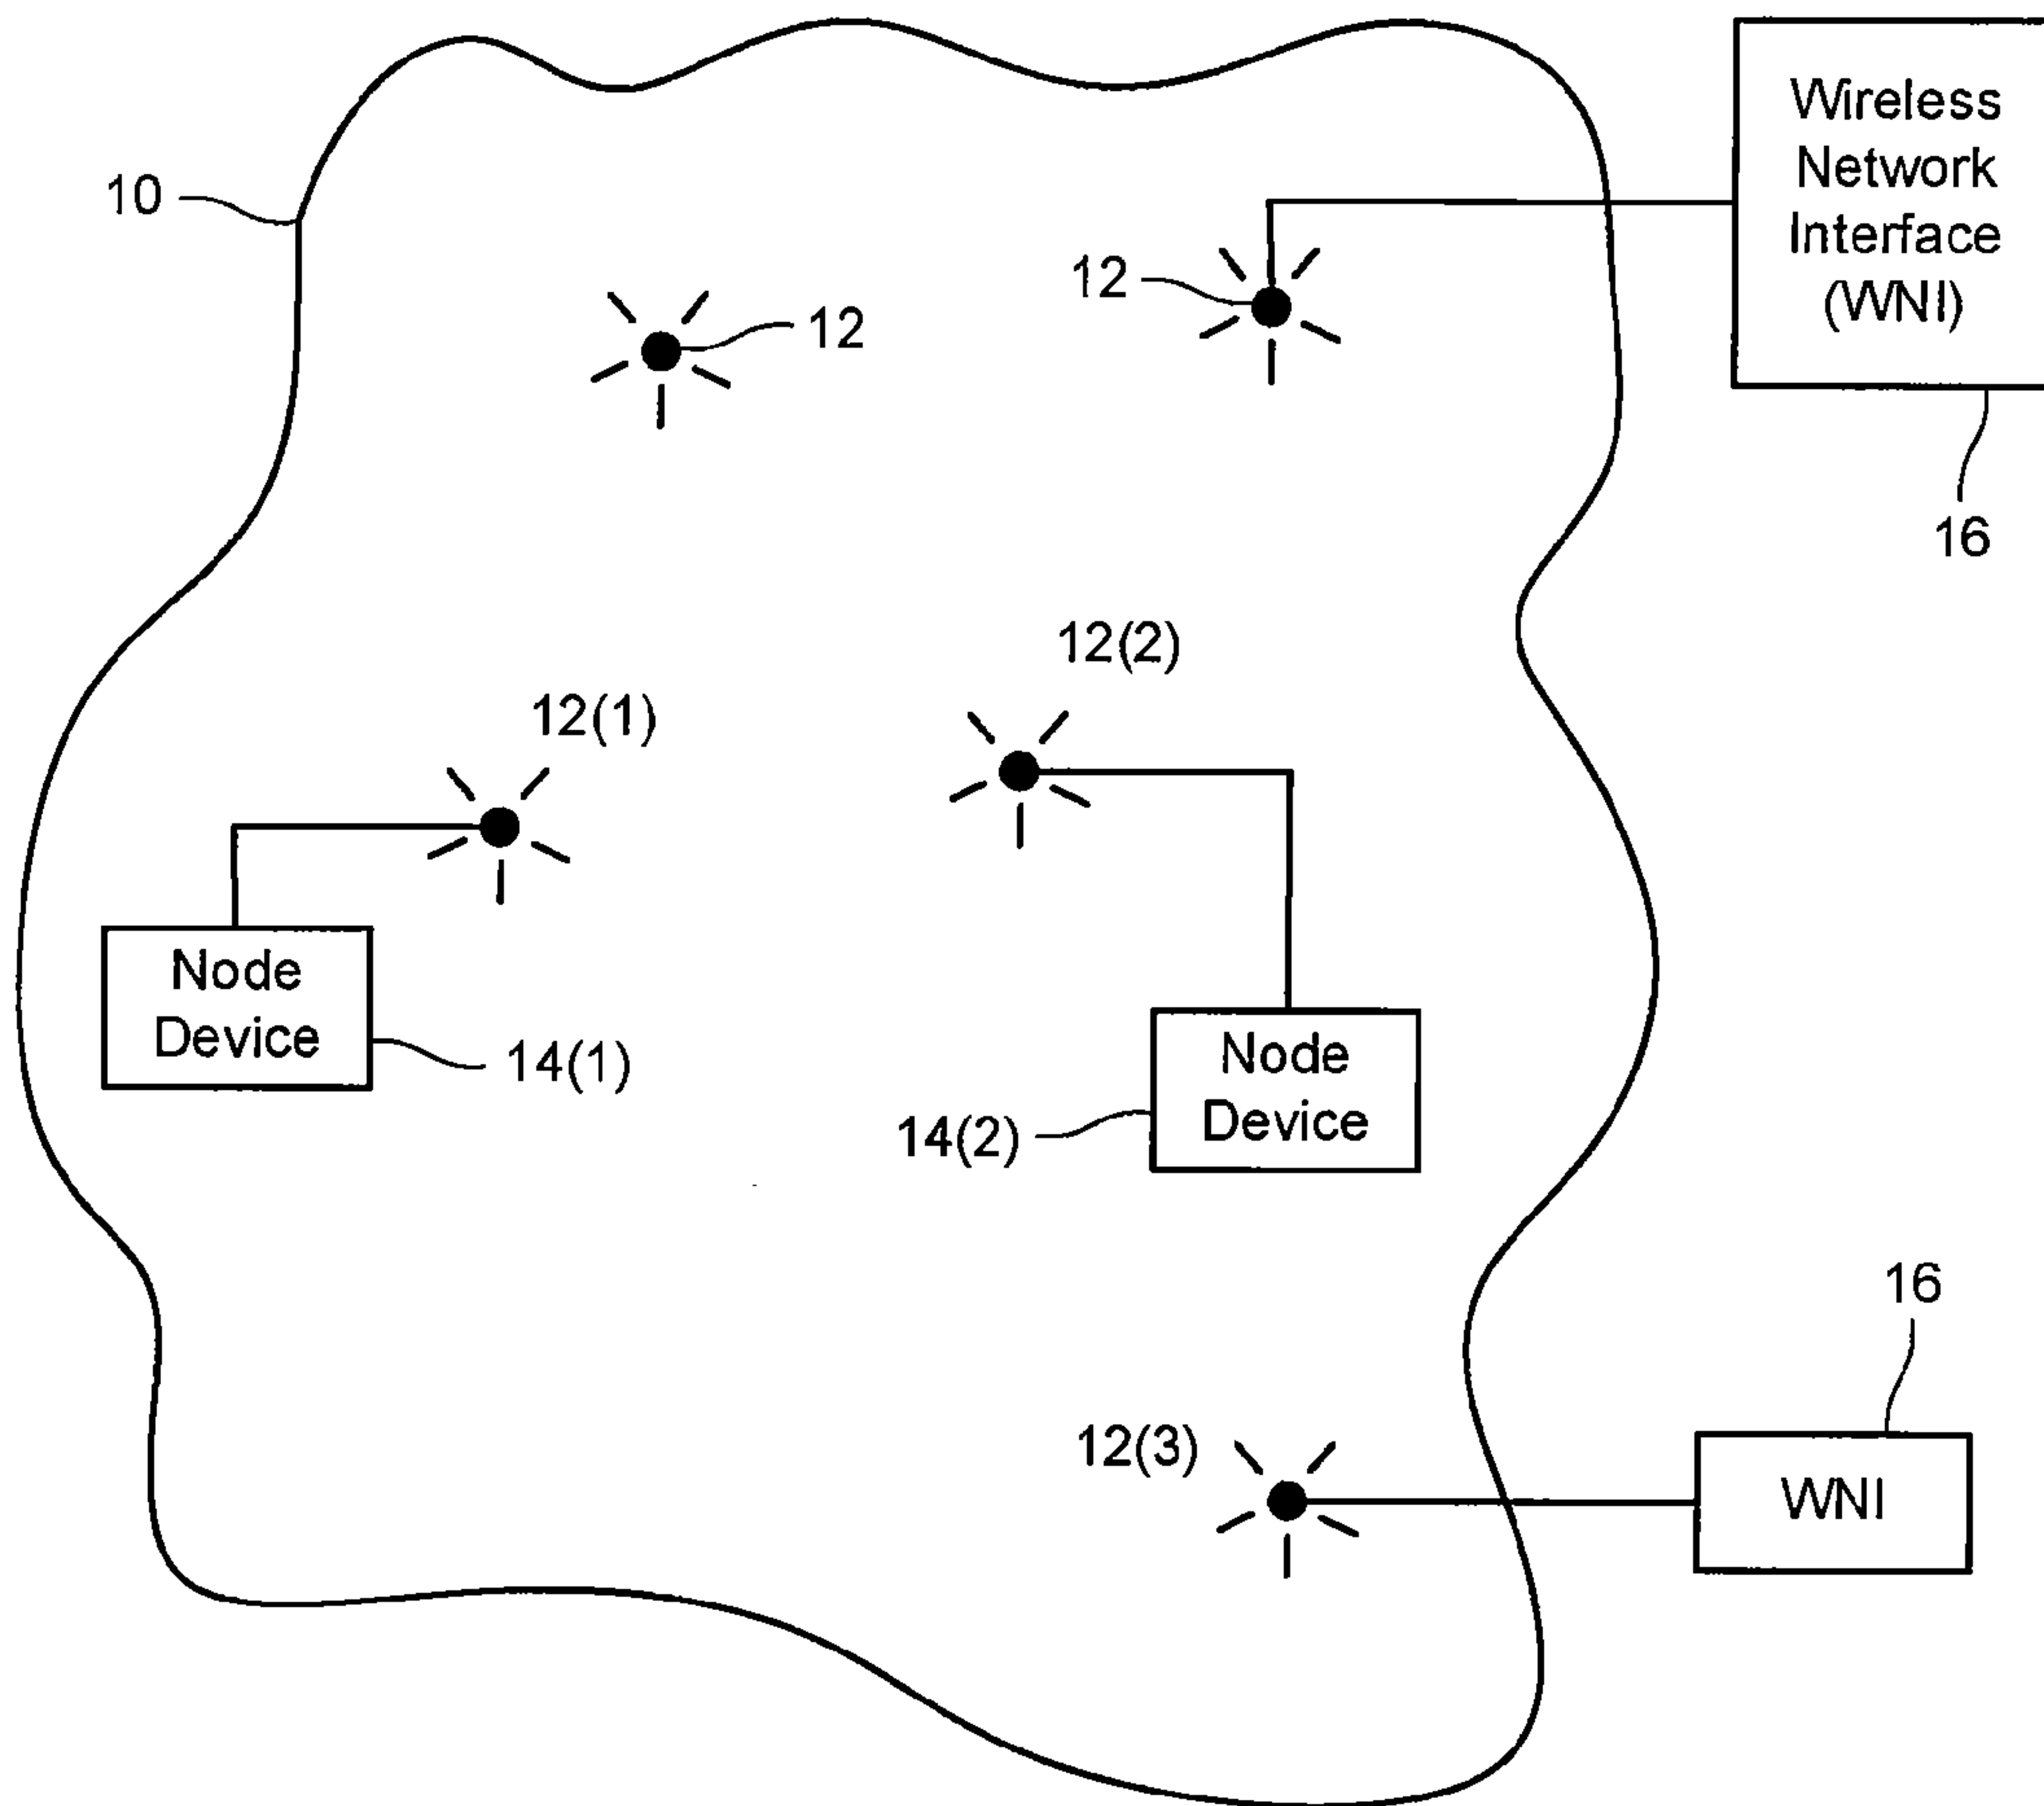 Wireless
Network
Interface
(WNI)
10
12
12
16
12(2)
12(1)
Node
Device
14(1)
Node
Device
14(2)
16
12(3)
WNI